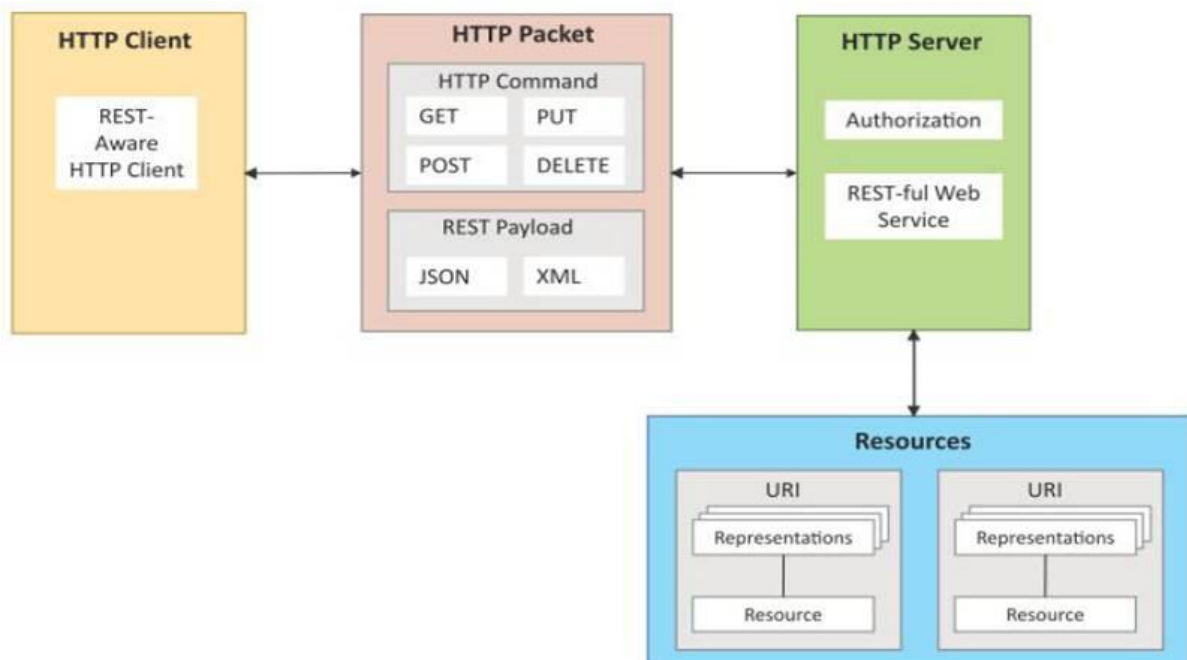 HTTP Client
REST-
Aware
HTTP Client
HTTP Packet
HTTP Command
GET
PUT
POST
DELETE
REST Payload
JSON
XML
HTTP Server
Authorization
REST-ful Web
Service
Resources
URI
Representations
Resource
URI
Representations
Resource